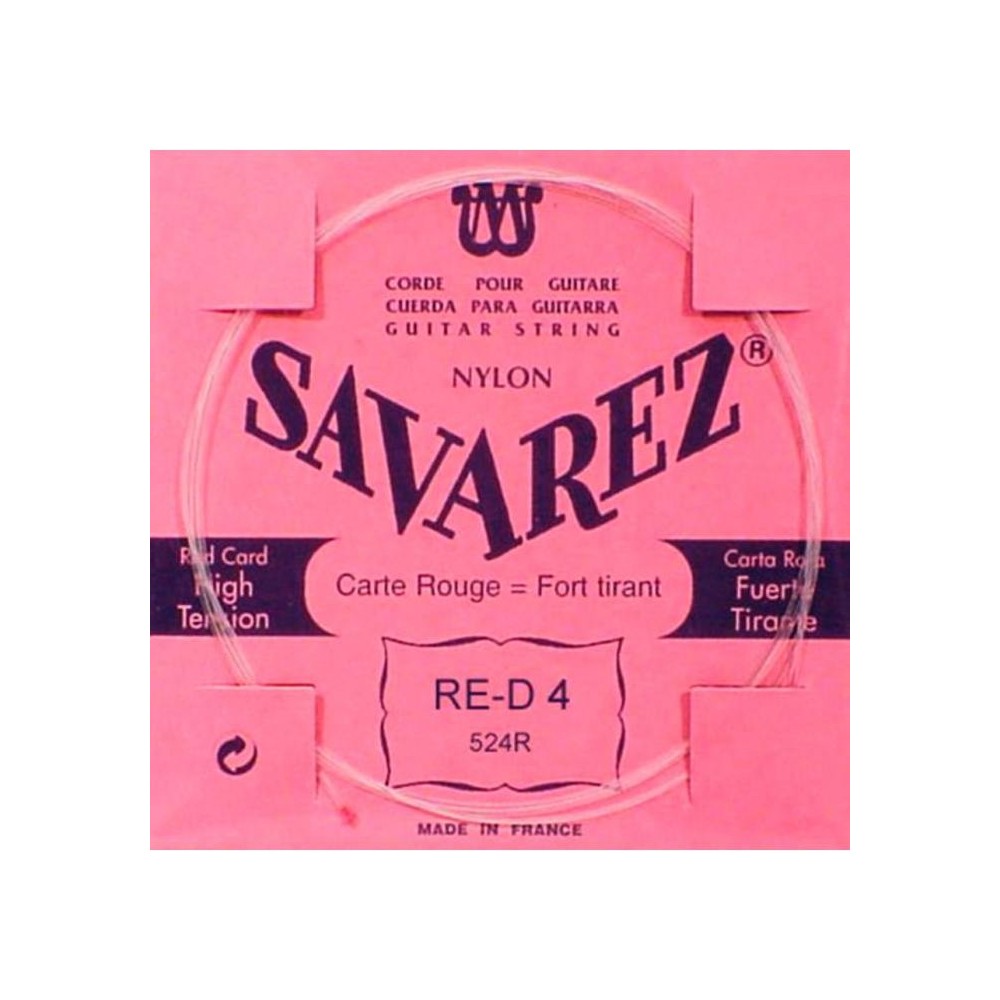 CORDE POUR GUITARE
CUERDA PARA GUITARRA
GUITAR STRING
NYLON
SAVAREZ®
Red Card
High
Tension
Carte Rouge = Fort tirant
Carta Roja
Fuerte
Tirante
RE-D 4
524R
MADE IN FRANCE